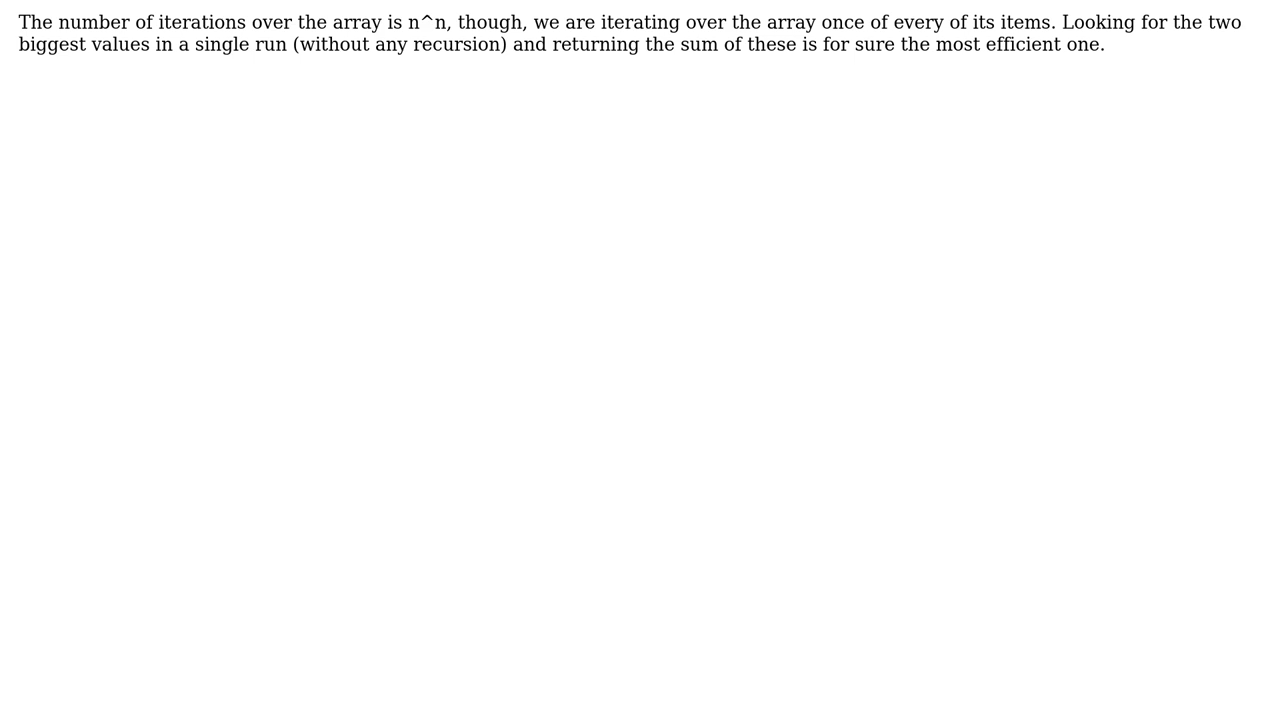 The number of iterations over the array is n^n, though, we are iterating over the array once of every of its items. Looking for the two
biggest values in a single run (without any recursion) and returning the sum of these is for sure the most efficient one.